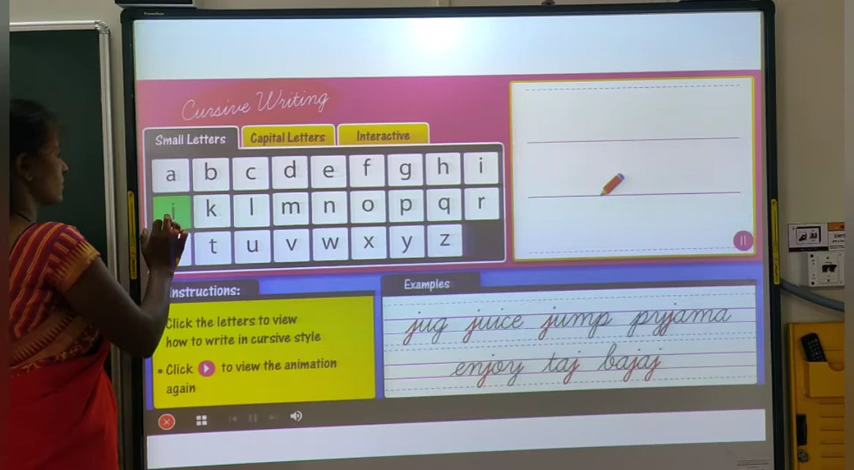 Cursive Writing
Small Letters Capital Letters Interactive
a b c d e f g h i
j k l m n o p q r
t u v w x y z
Instructions:
Click the letters to view
how to write in cursive style
• Click to view the animation
again
Examples
jug juice jump pyjama
enjoy taj bajaj